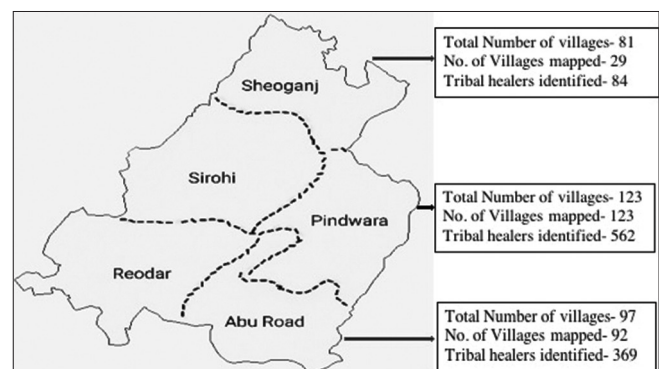 Sheoganj
Total Number of villages- 81
No. of Villages mapped- 29
Tribal healers identified- 84
Sirohi
Pindwara
Total Number of villages- 123
No. of Villages mapped- 123
Tribal healers identified- 562
Reodar
Abu Road
Total Number of villages- 97
No. of Villages mapped- 92
Tribal healers identified- 369